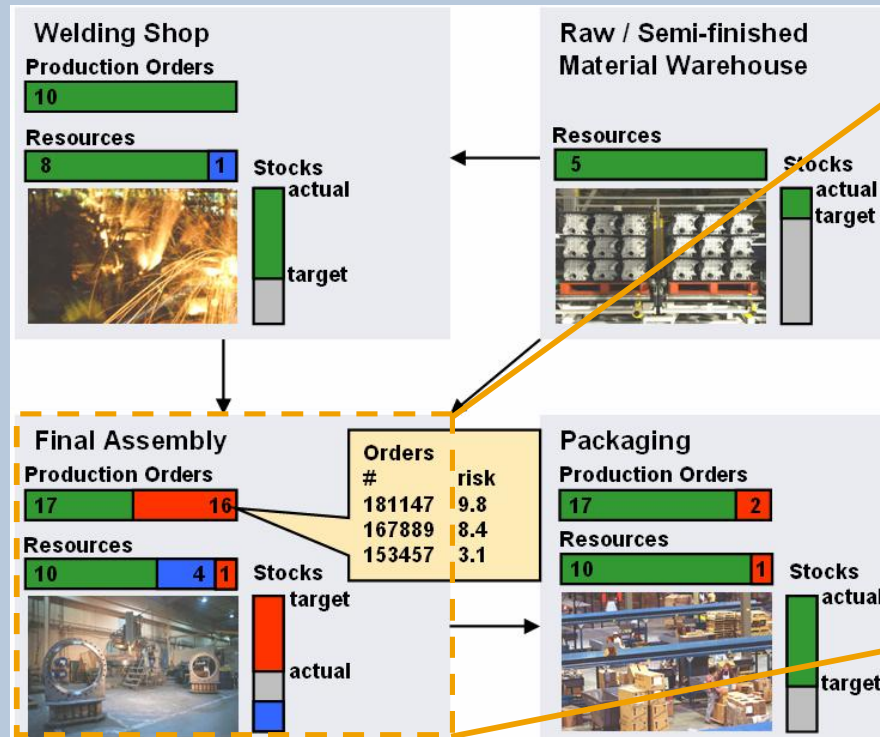 Welding Shop
Production Orders
10
Resources
8 1
Stocks
actual
target
Raw / Semi-finished
Material Warehouse
Resources
5
Stocks
actual
target
Final Assembly
Production Orders
17 16
Resources
10 4 1
Stocks
target
actual
Orders
# risk
181147 9.8
167889 8.4
153457 3.1
Packaging
Production Orders
17 2
Resources
10 1
Stocks
actual
target